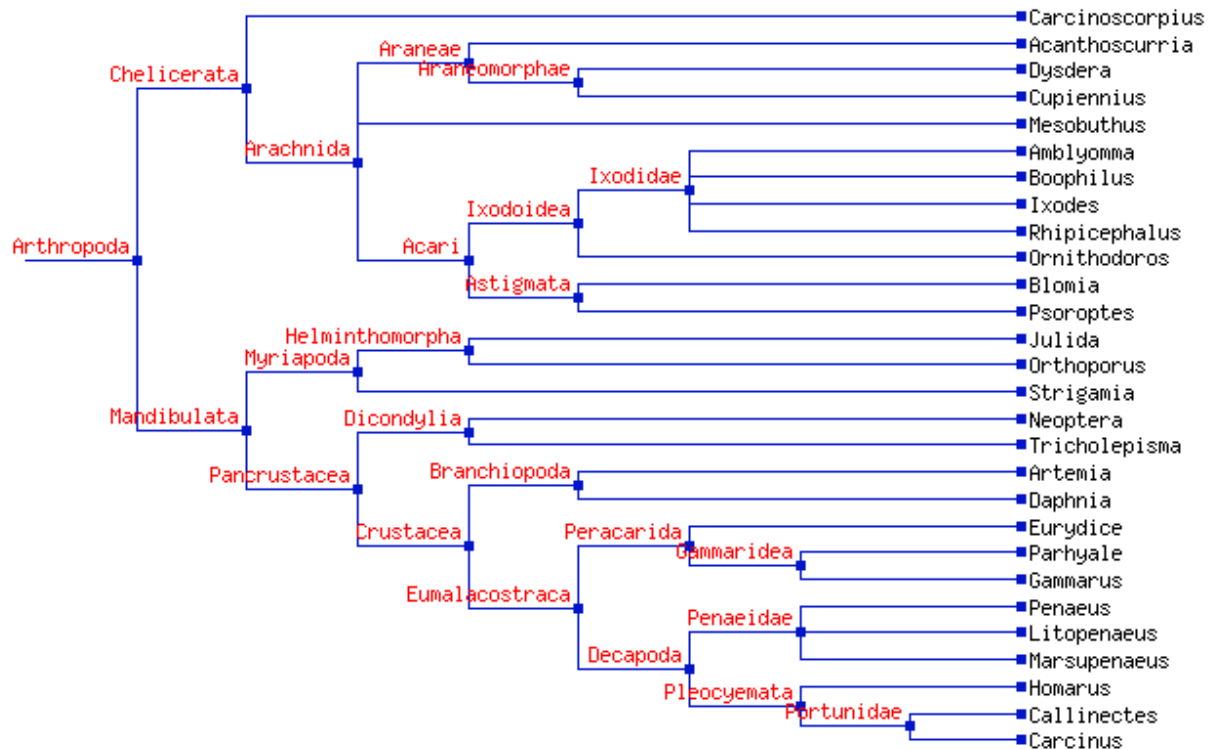 Carcinoscorpius
Araneae
Acanthoscurria
Araneomorphae
Dysdera
Chelicerata
Cupiennius
Mesobuthus
Arachnida
Amblyomma
Ixodidae
Boophilus
Ixodes
Ixodoidea
Rhipicephalus
Arthropoda
Acari
Ornithodoros
Astigmata
Blomia
Psoroptes
Helminthomorpha
Julida
Myriapoda
Orthoporus
Strigamia
Mandibulata
Dicondylia
Neoptera
Tricholepisma
Pancrustacea
Branchiopoda
Artemia
Daphnia
Crustacea
Peracarida
Eurydice
Gammaridea
Parhyale
Gammarus
Eumalacostraca
Penaeus
Penaeidae
Litopenaeus
Decapoda
Marsupenaeus
Pleocyemata
Homarus
Portunidae
Callinectes
Carcinus